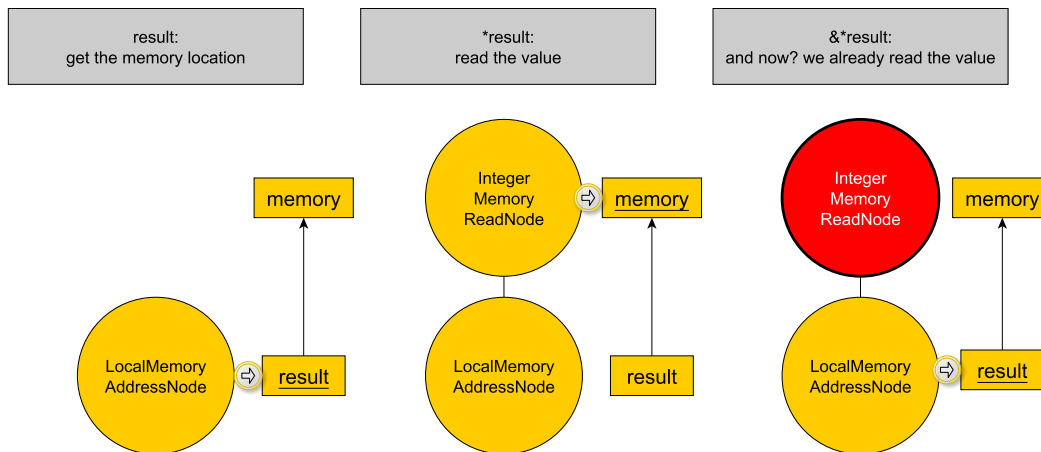 result:
get the memory location
*result:
read the value
&*result:
and now? we already read the value
memory
LocalMemory
AddressNode
result
Integer
Memory
ReadNode
memory
LocalMemory
AddressNode
result
Integer
Memory
ReadNode
memory
LocalMemory
AddressNode
result